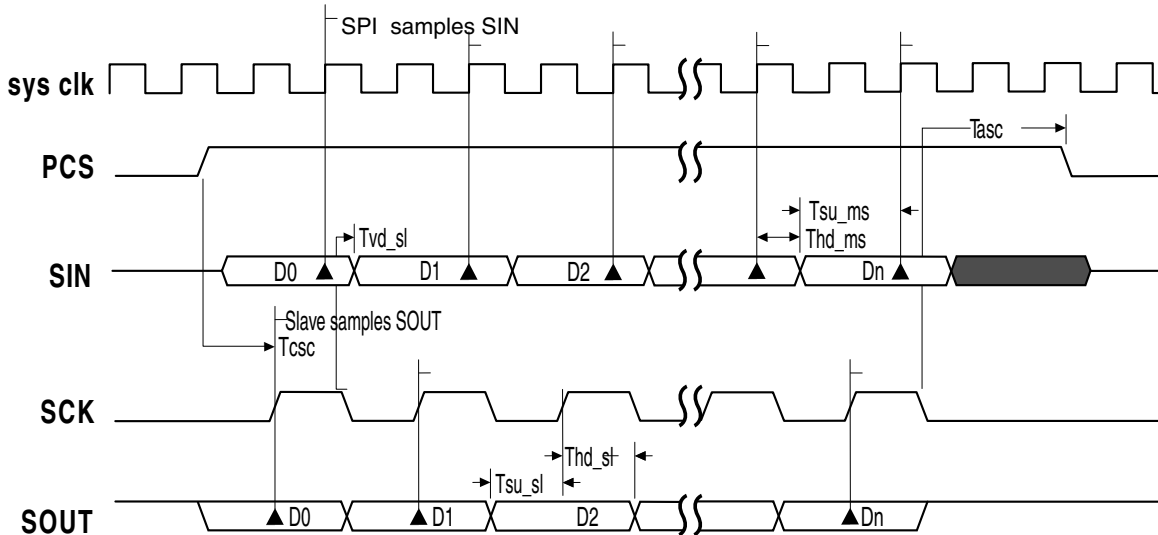 SPI samples SIN
sys clk
Tasc
PCS
Tsu_ms
Tvd_sl
Thd_ms
SIN
D0
D1
D2
Dn
Slave samples SOUT
Tcsc
SCK
Thd_sl
Tsu_sl
SOUT
D0
D1
D2
Dn